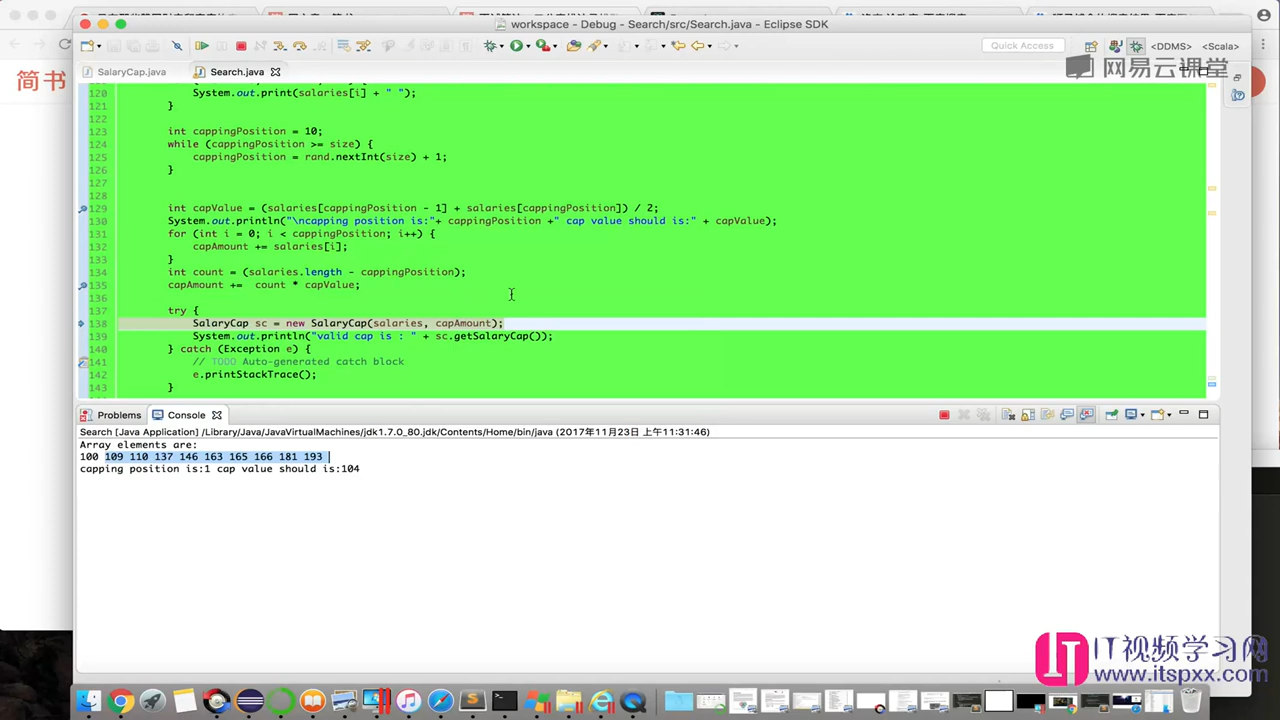 workspace - Debug - Search/src/Search.java - Eclipse SDK
Quick Access
<DDMS>
<Scala>
简书
SalaryCap.java
Search.java
网易云课堂
120 System.out.print(salaries[i] + " ");
121 }
122
123 int cappingPosition = 10;
124 while (cappingPosition >= size) {
125 cappingPosition = rand.nextInt(size) + 1;
126 }
127
128
129 int capValue = (salaries[cappingPosition - 1] + salaries[cappingPosition]) / 2;
130 System.out.println("\ncapping position is:"+ cappingPosition +" cap value should is:" + capValue);
131 for (int i = 0; i < cappingPosition; i++) {
132 capAmount += salaries[i];
133 }
134 int count = (salaries.length - cappingPosition);
135 capAmount += count * capValue;
136
137 try {
138 SalaryCap sc = new SalaryCap(salaries, capAmount);
139 System.out.println("valid cap is : " + sc.getSalaryCap());
140 } catch (Exception e) {
141 // TODO Auto-generated catch block
142 e.printStackTrace();
143 }
Problems
Console
Search [Java Application] /Library/Java/JavaVirtualMachines/jdk1.7.0_80.jdk/Contents/Home/bin/java (2017年11月23日 上午11:31:46)
Array elements are:
100 109 110 137 146 163 165 166 181 193
capping position is:1 cap value should is:104
IT视频学习网
www.itspxx.com